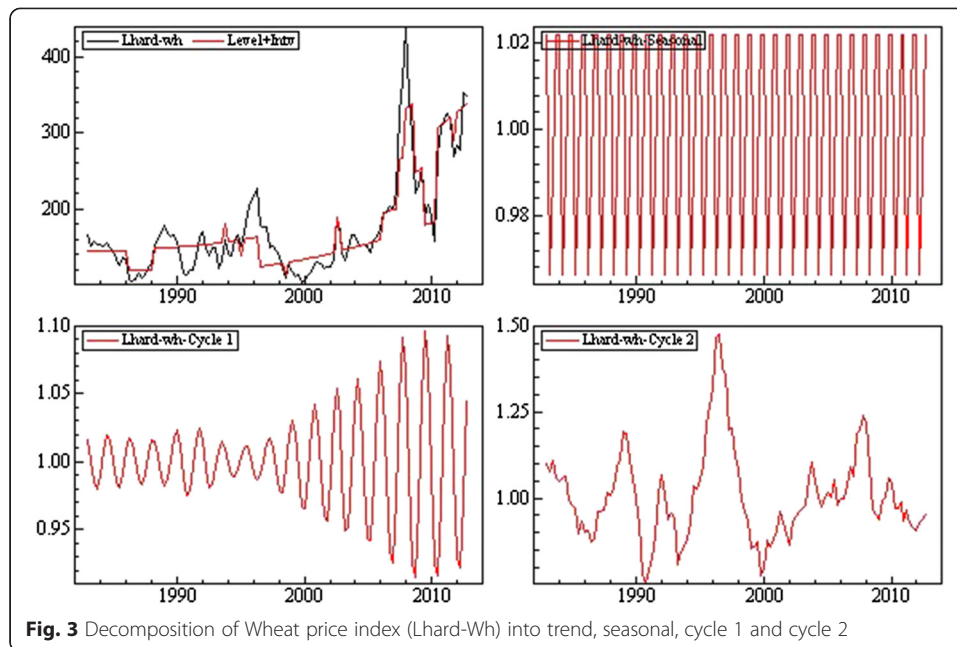 Lhard-wh Level+Intv
400
300
200
1990 2000 2010
Lhard-wh-Seasonal
1.02
1.00
0.98
1990 2000 2010
Lhard-wh-Cycle 1
1.10
1.05
1.00
0.95
1990 2000 2010
Lhard-wh-Cycle 2
1.50
1.25
1.00
1990 2000 2010
Fig. 3 Decomposition of Wheat price index (Lhard-Wh) into trend, seasonal, cycle 1 and cycle 2